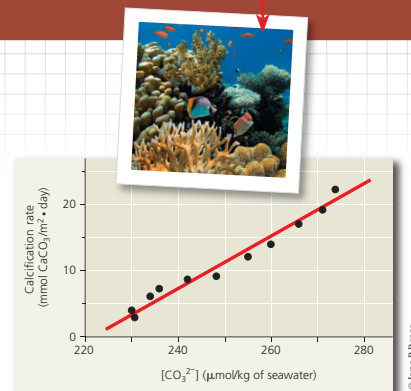 Calcification rate
(mmol CaCO₃/m² • day)
20
10
0
220
240
260
280
[CO₃²⁻] (μmol/kg of seawater)